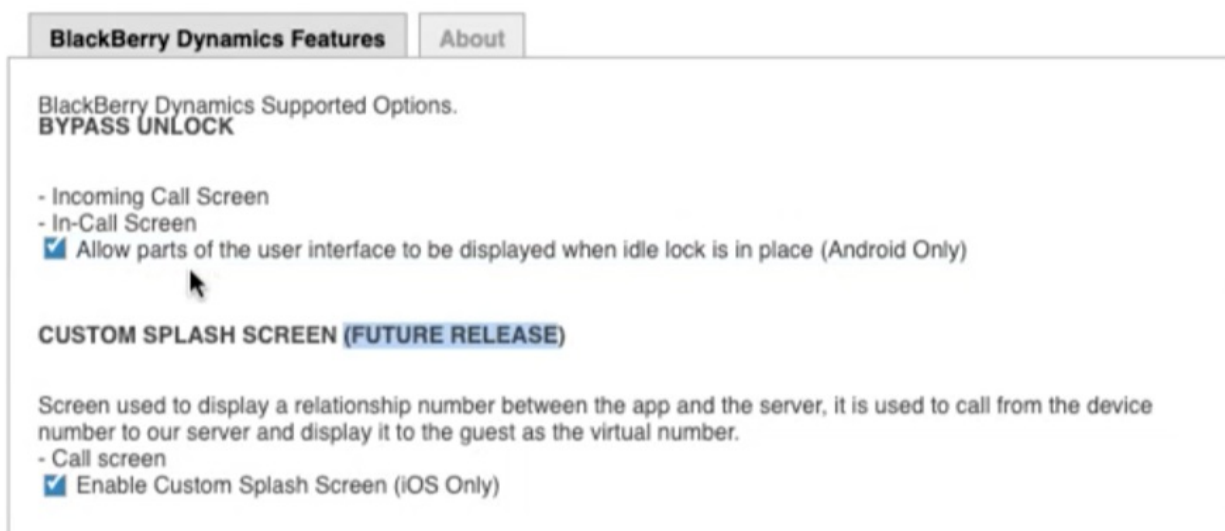 BlackBerry Dynamics Features
About
BlackBerry Dynamics Supported Options.
BYPASS UNLOCK
- Incoming Call Screen
- In-Call Screen
Allow parts of the user interface to be displayed when idle lock is in place (Android Only)
CUSTOM SPLASH SCREEN (FUTURE RELEASE)
Screen used to display a relationship number between the app and the server, it is used to call from the device
number to our server and display it to the guest as the virtual number.
- Call screen
Enable Custom Splash Screen (iOS Only)